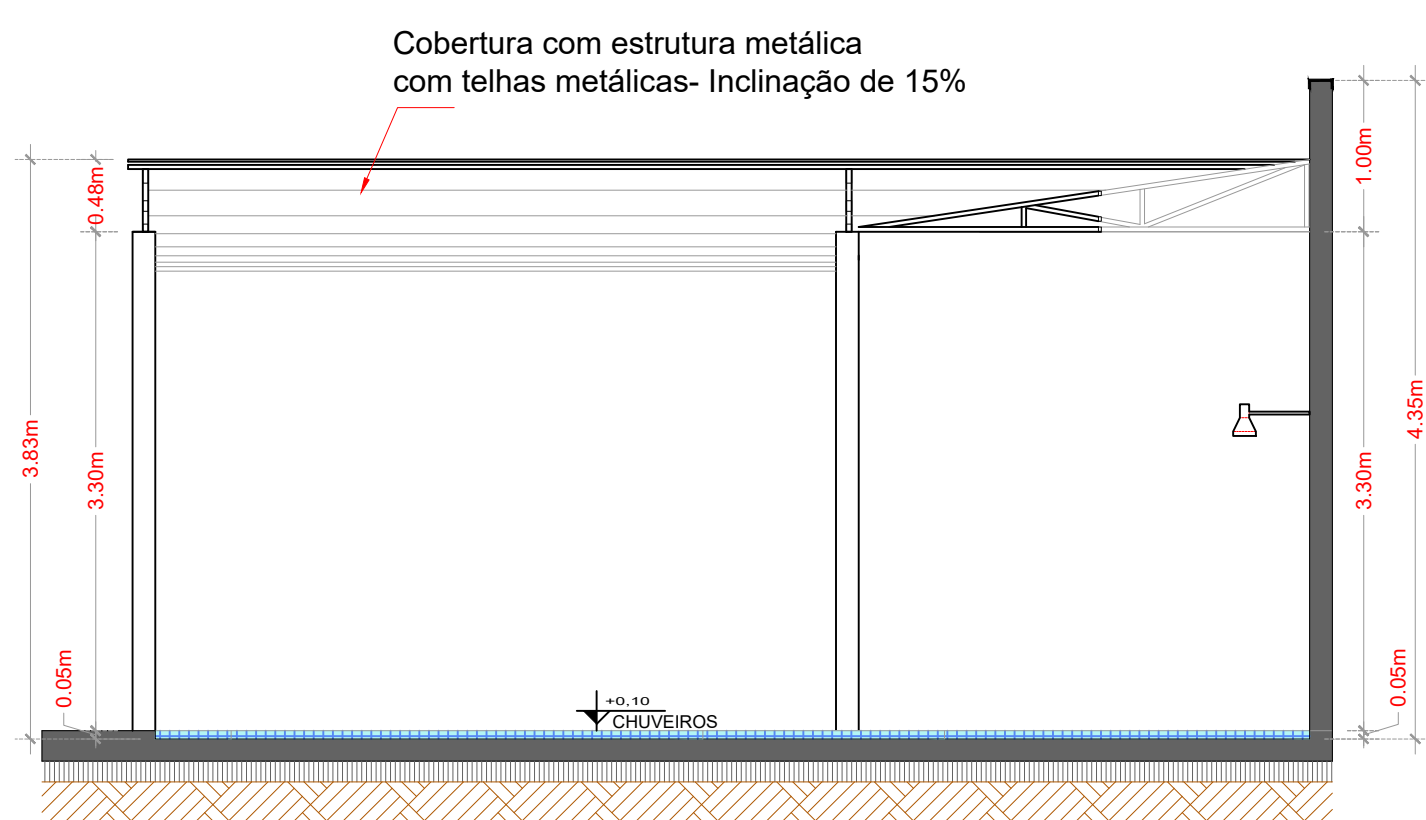 Cobertura com estrutura metálica
com telhas metálicas- Inclinação de 15%
0.48m
1.00m
3.83m
3.30m
3.30m
4.35m
0.05m
0.05m
+0,10
CHUVEIROS